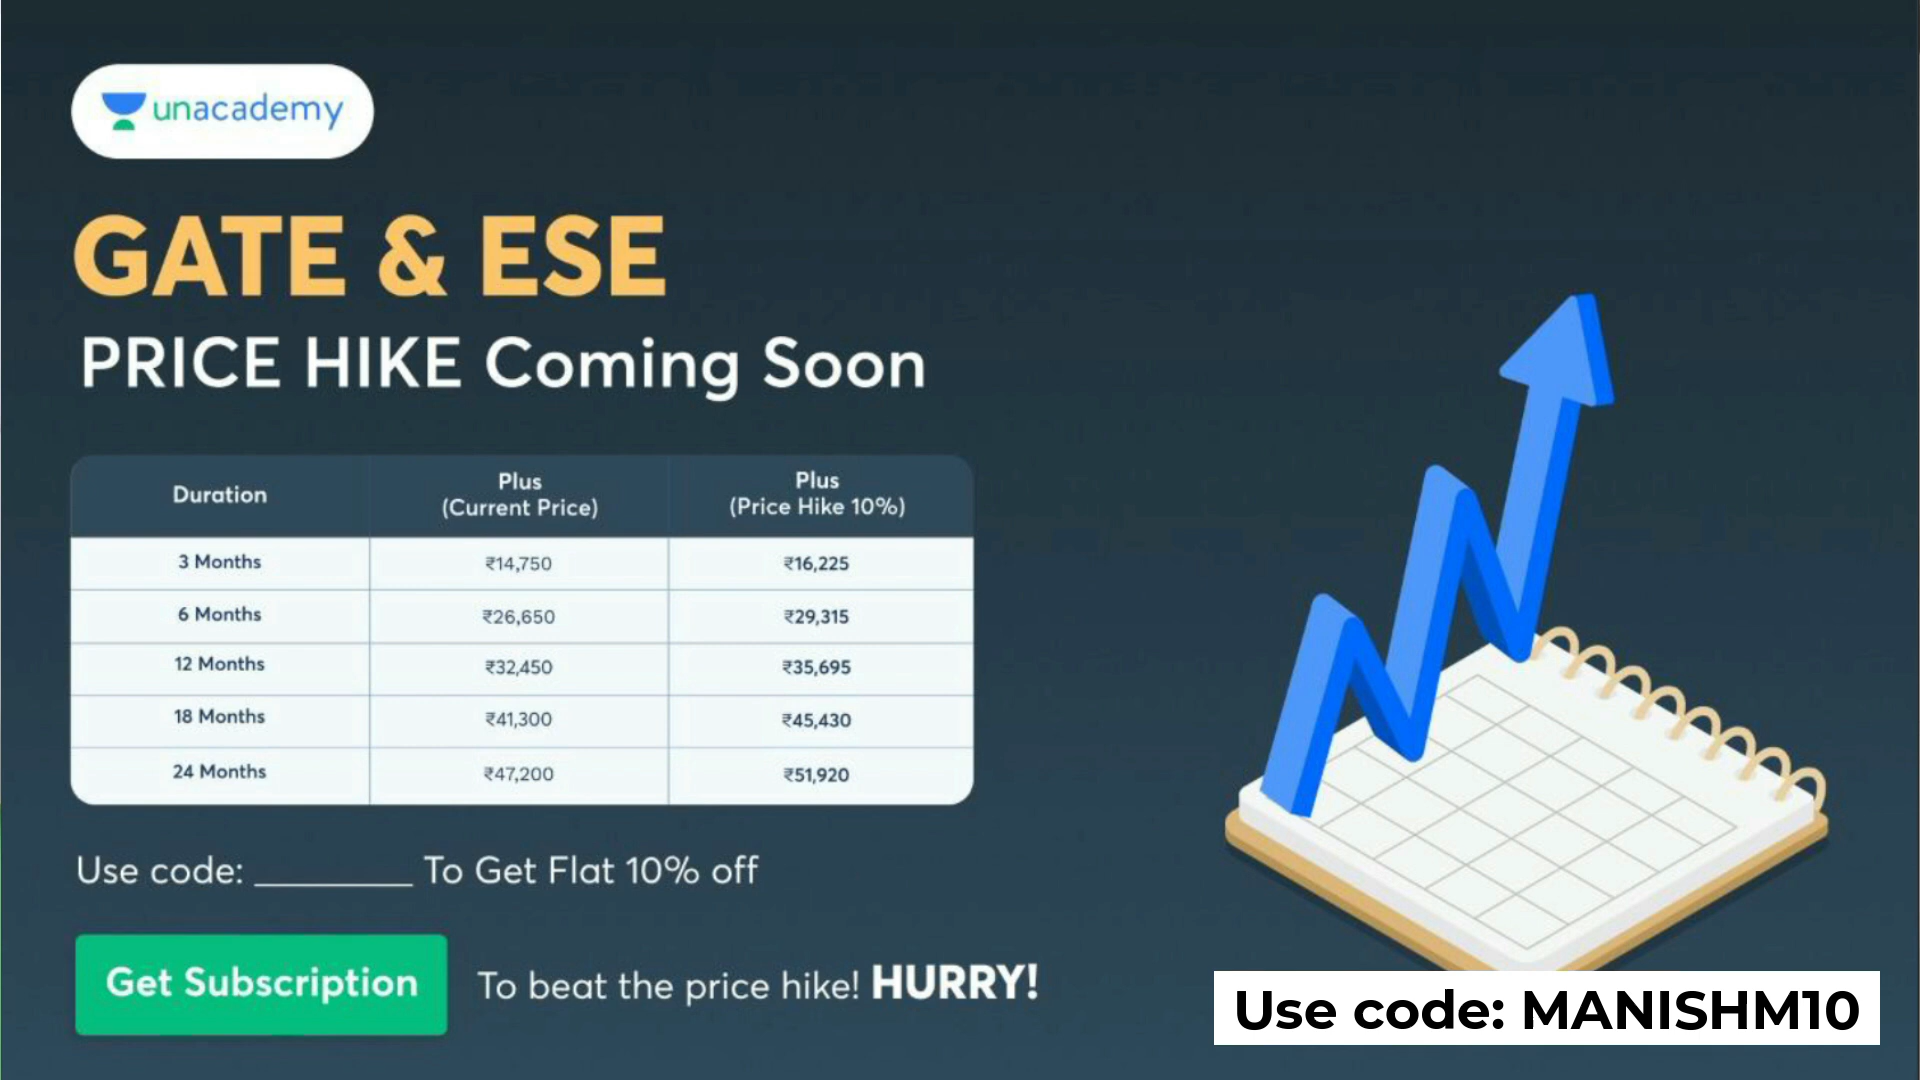 unacademy
GATE & ESE
PRICE HIKE Coming Soon
Duration Plus (Current Price) Plus (Price Hike 10%)
3 Months ₹14,750 ₹16,225
6 Months ₹26,650 ₹29,315
12 Months ₹32,450 ₹35,695
18 Months ₹41,300 ₹45,430
24 Months ₹47,200 ₹51,920
Use code: _________ To Get Flat 10% off
Get Subscription To beat the price hike! HURRY!
Use code: MANISHM10